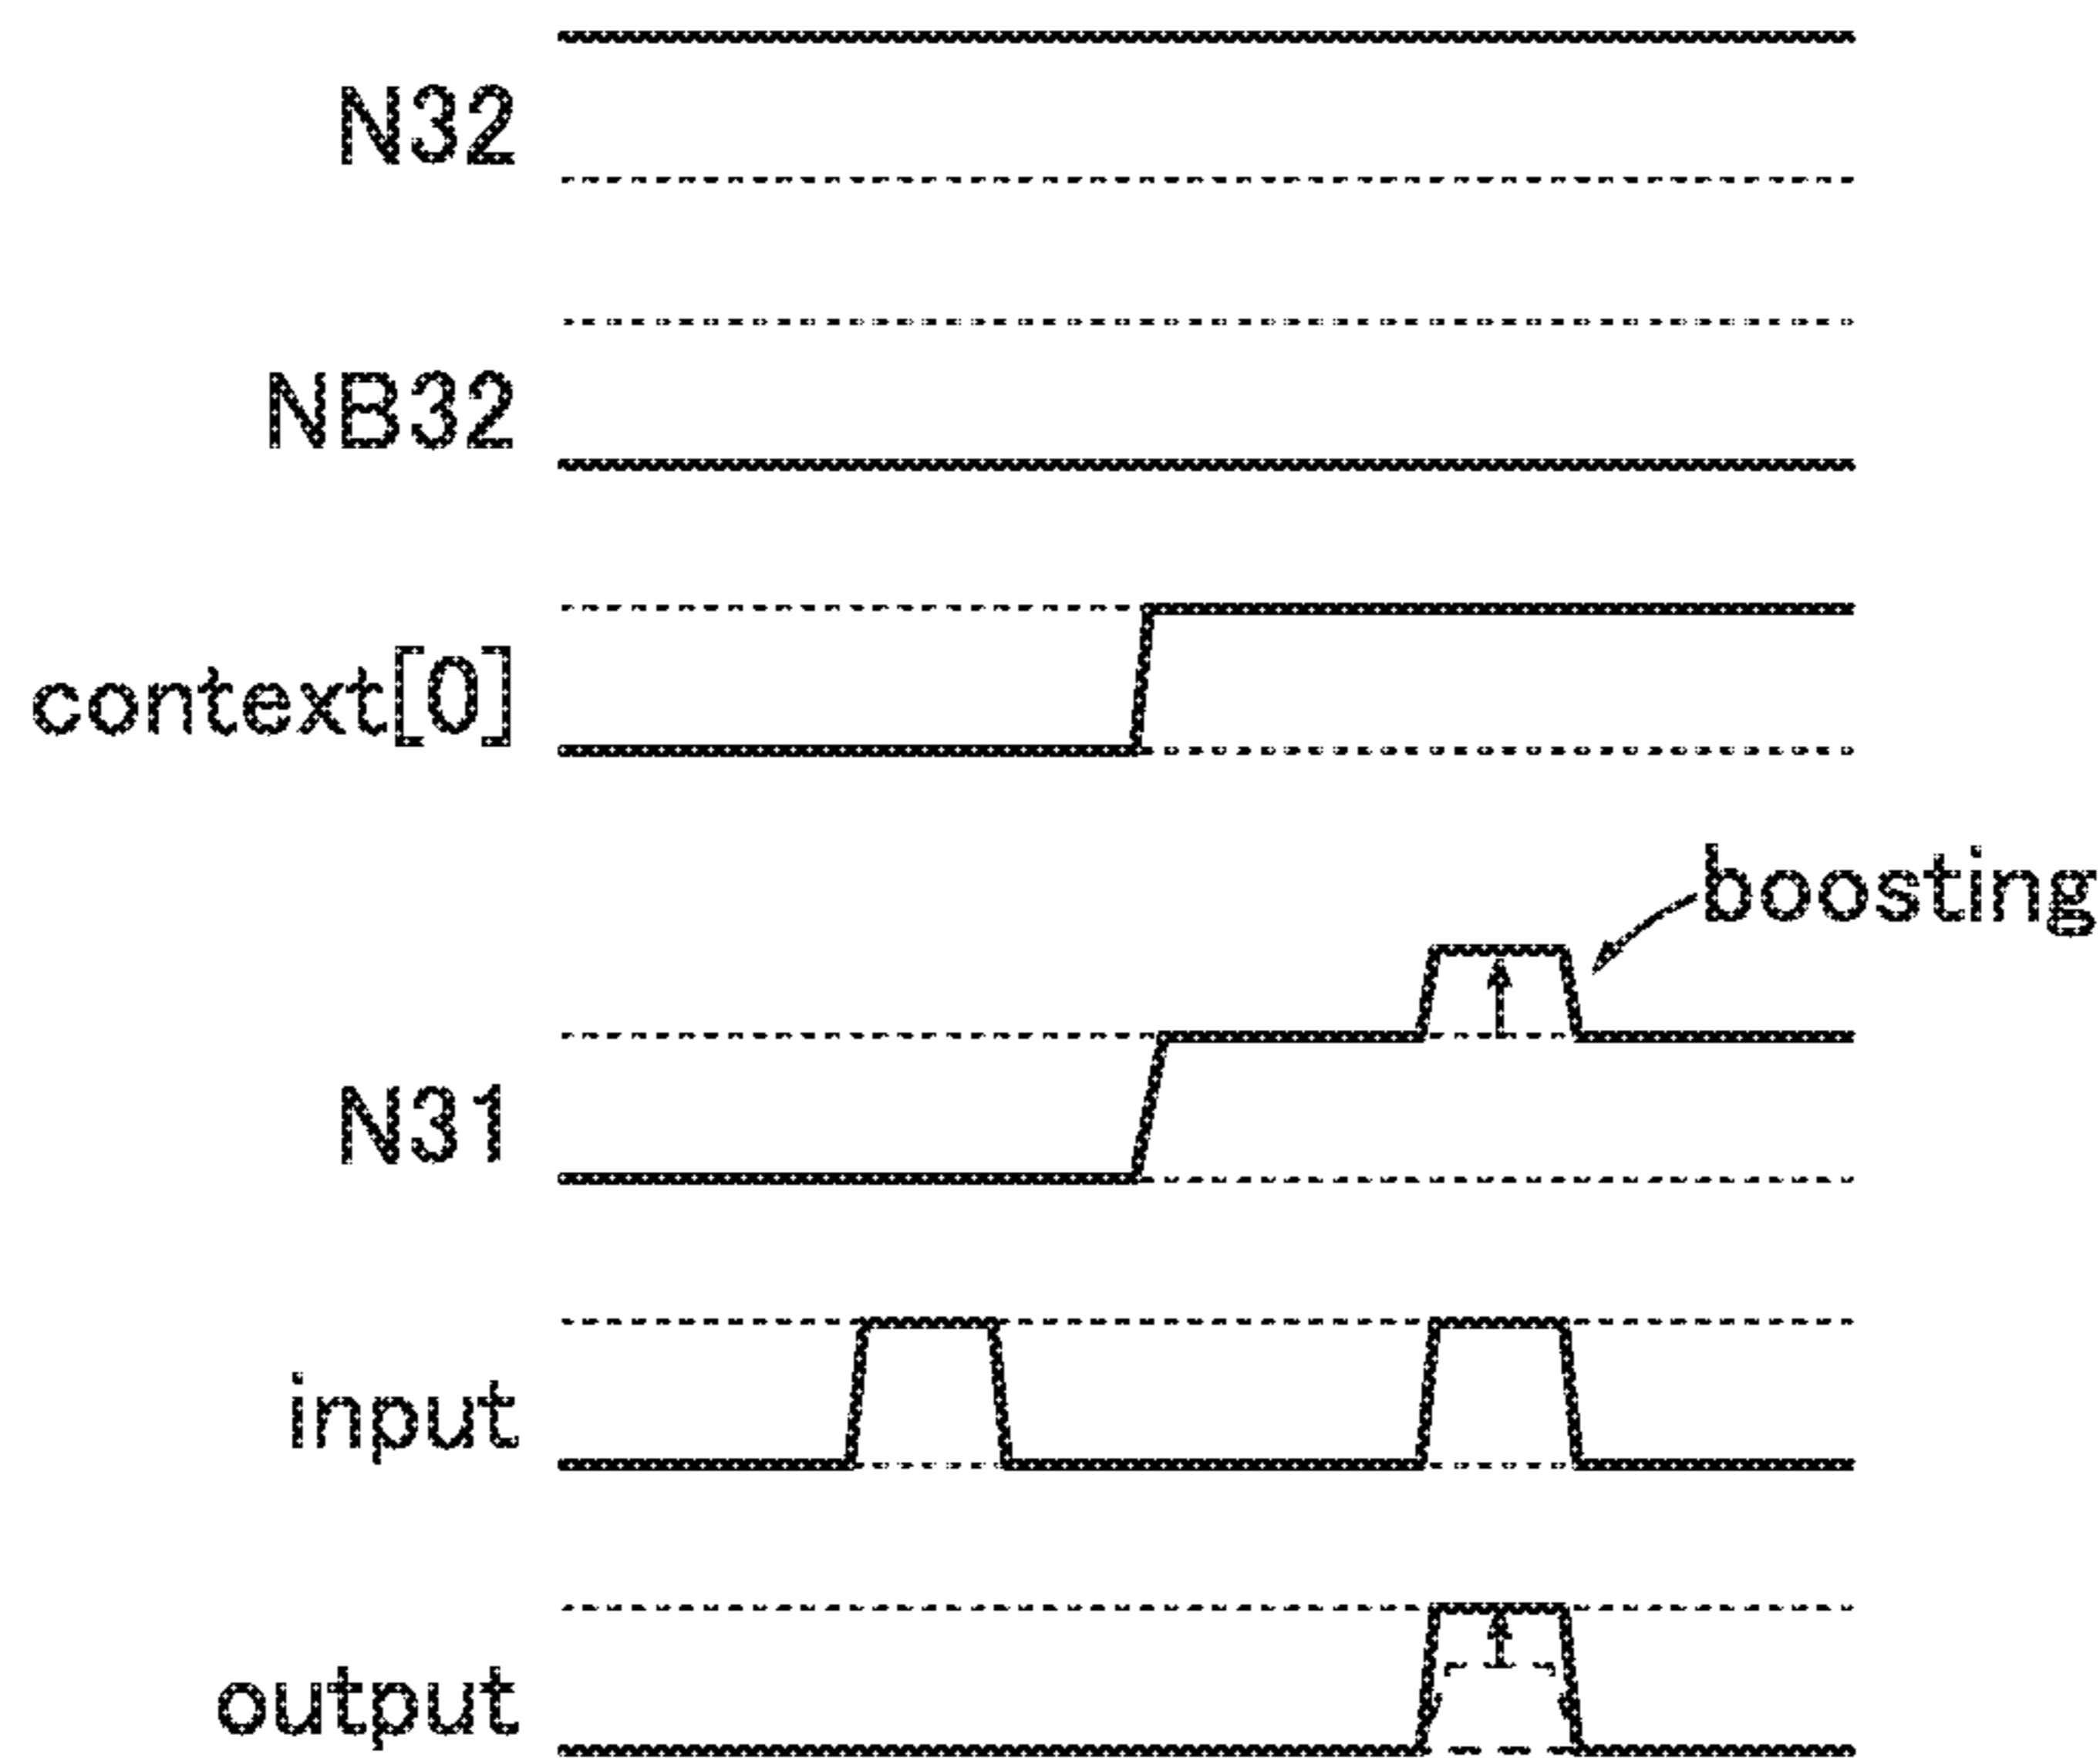 N32
NB32
context[0]
boosting
N31
input
output